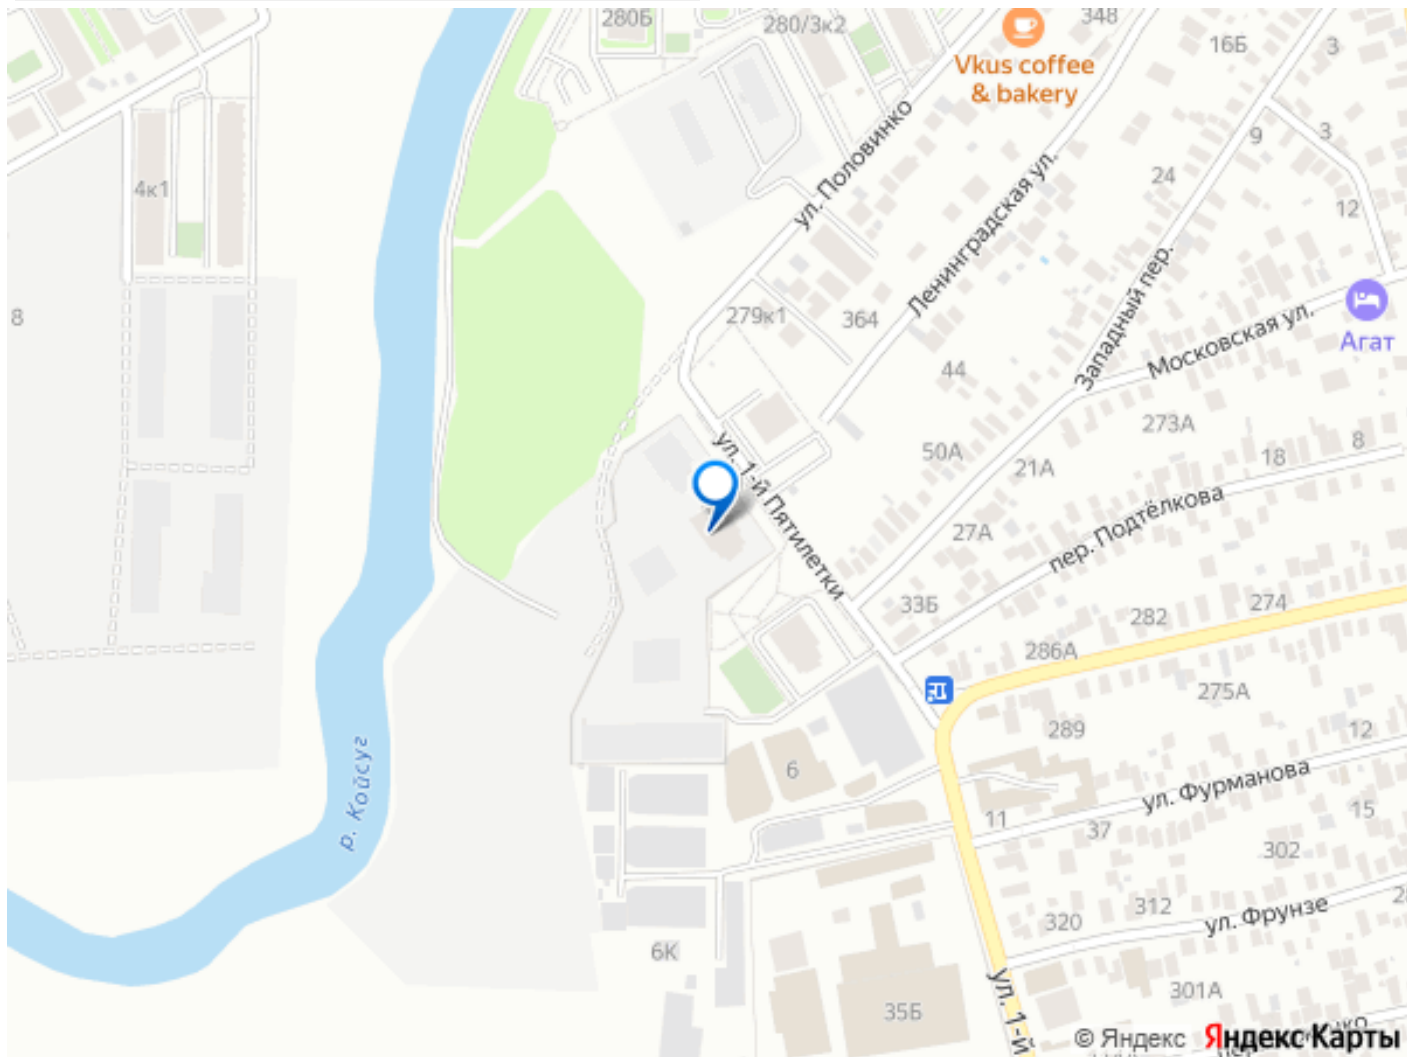 280Б
280/3к2
348
16Б
3
Vkus coffee
& bakery
ул. Половинко
9
3
4к1
24
Ленинградская ул.
12
Западный пер.
8
279к1
364
Московская ул.
Агат
44
273А
ул. 1-й Пятилетки
50А
21А
18
8
27А
пер. Подтёлкова
33Б
282
274
286А
275А
289
12
р. Койсуг
6
ул. Фурманова
11
37
15
302
320
312
ул. Фрунзе
6К
301А
35Б
ул. 1-й
© Яндекс Яндекс Карты